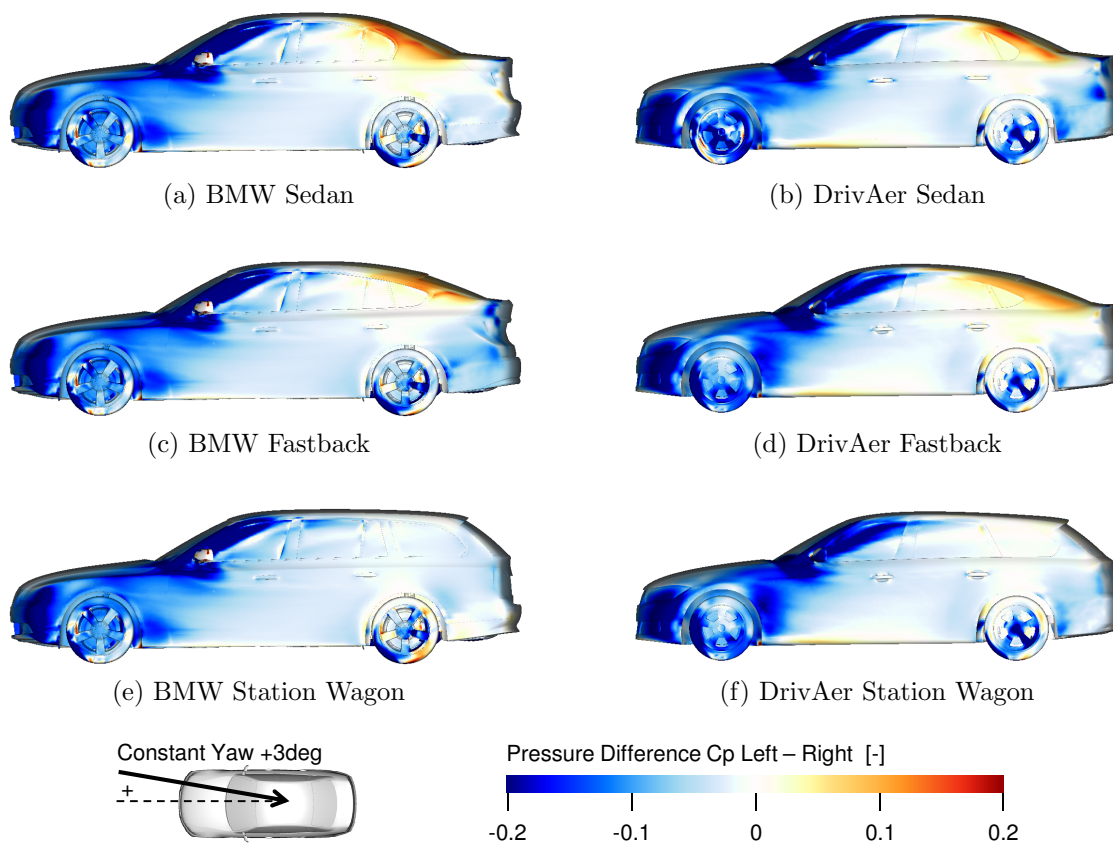 (a) BMW Sedan
(b) DrivAer Sedan
(c) BMW Fastback
(d) DrivAer Fastback
(e) BMW Station Wagon
(f) DrivAer Station Wagon
Constant Yaw +3deg
+
Pressure Difference Cp Left – Right [-]
-0.2 -0.1 0 0.1 0.2